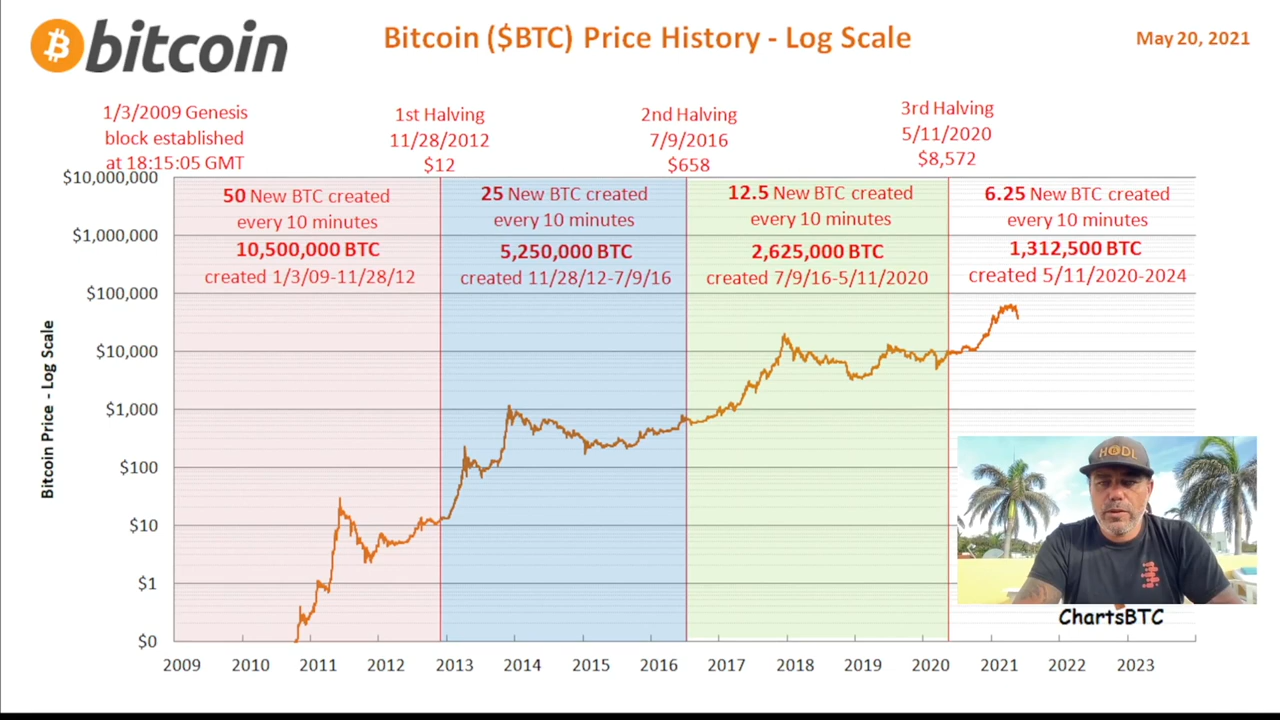 bitcoin
Bitcoin ($BTC) Price History - Log Scale
May 20, 2021
1/3/2009 Genesis
block established
at 18:15:05 GMT
1st Halving
11/28/2012
$12
2nd Halving
7/9/2016
$658
3rd Halving
5/11/2020
$8,572
50 New BTC created
every 10 minutes
10,500,000 BTC
created 1/3/09-11/28/12
25 New BTC created
every 10 minutes
5,250,000 BTC
created 11/28/12-7/9/16
12.5 New BTC created
every 10 minutes
2,625,000 BTC
created 7/9/16-5/11/2020
6.25 New BTC created
every 10 minutes
1,312,500 BTC
created 5/11/2020-2024
Bitcoin Price - Log Scale
$10,000,000
$1,000,000
$100,000
$10,000
$1,000
$100
$10
$1
$0
HODL
ChartsBTC
2009 2010 2011 2012 2013 2014 2015 2016 2017 2018 2019 2020 2021 2022 2023